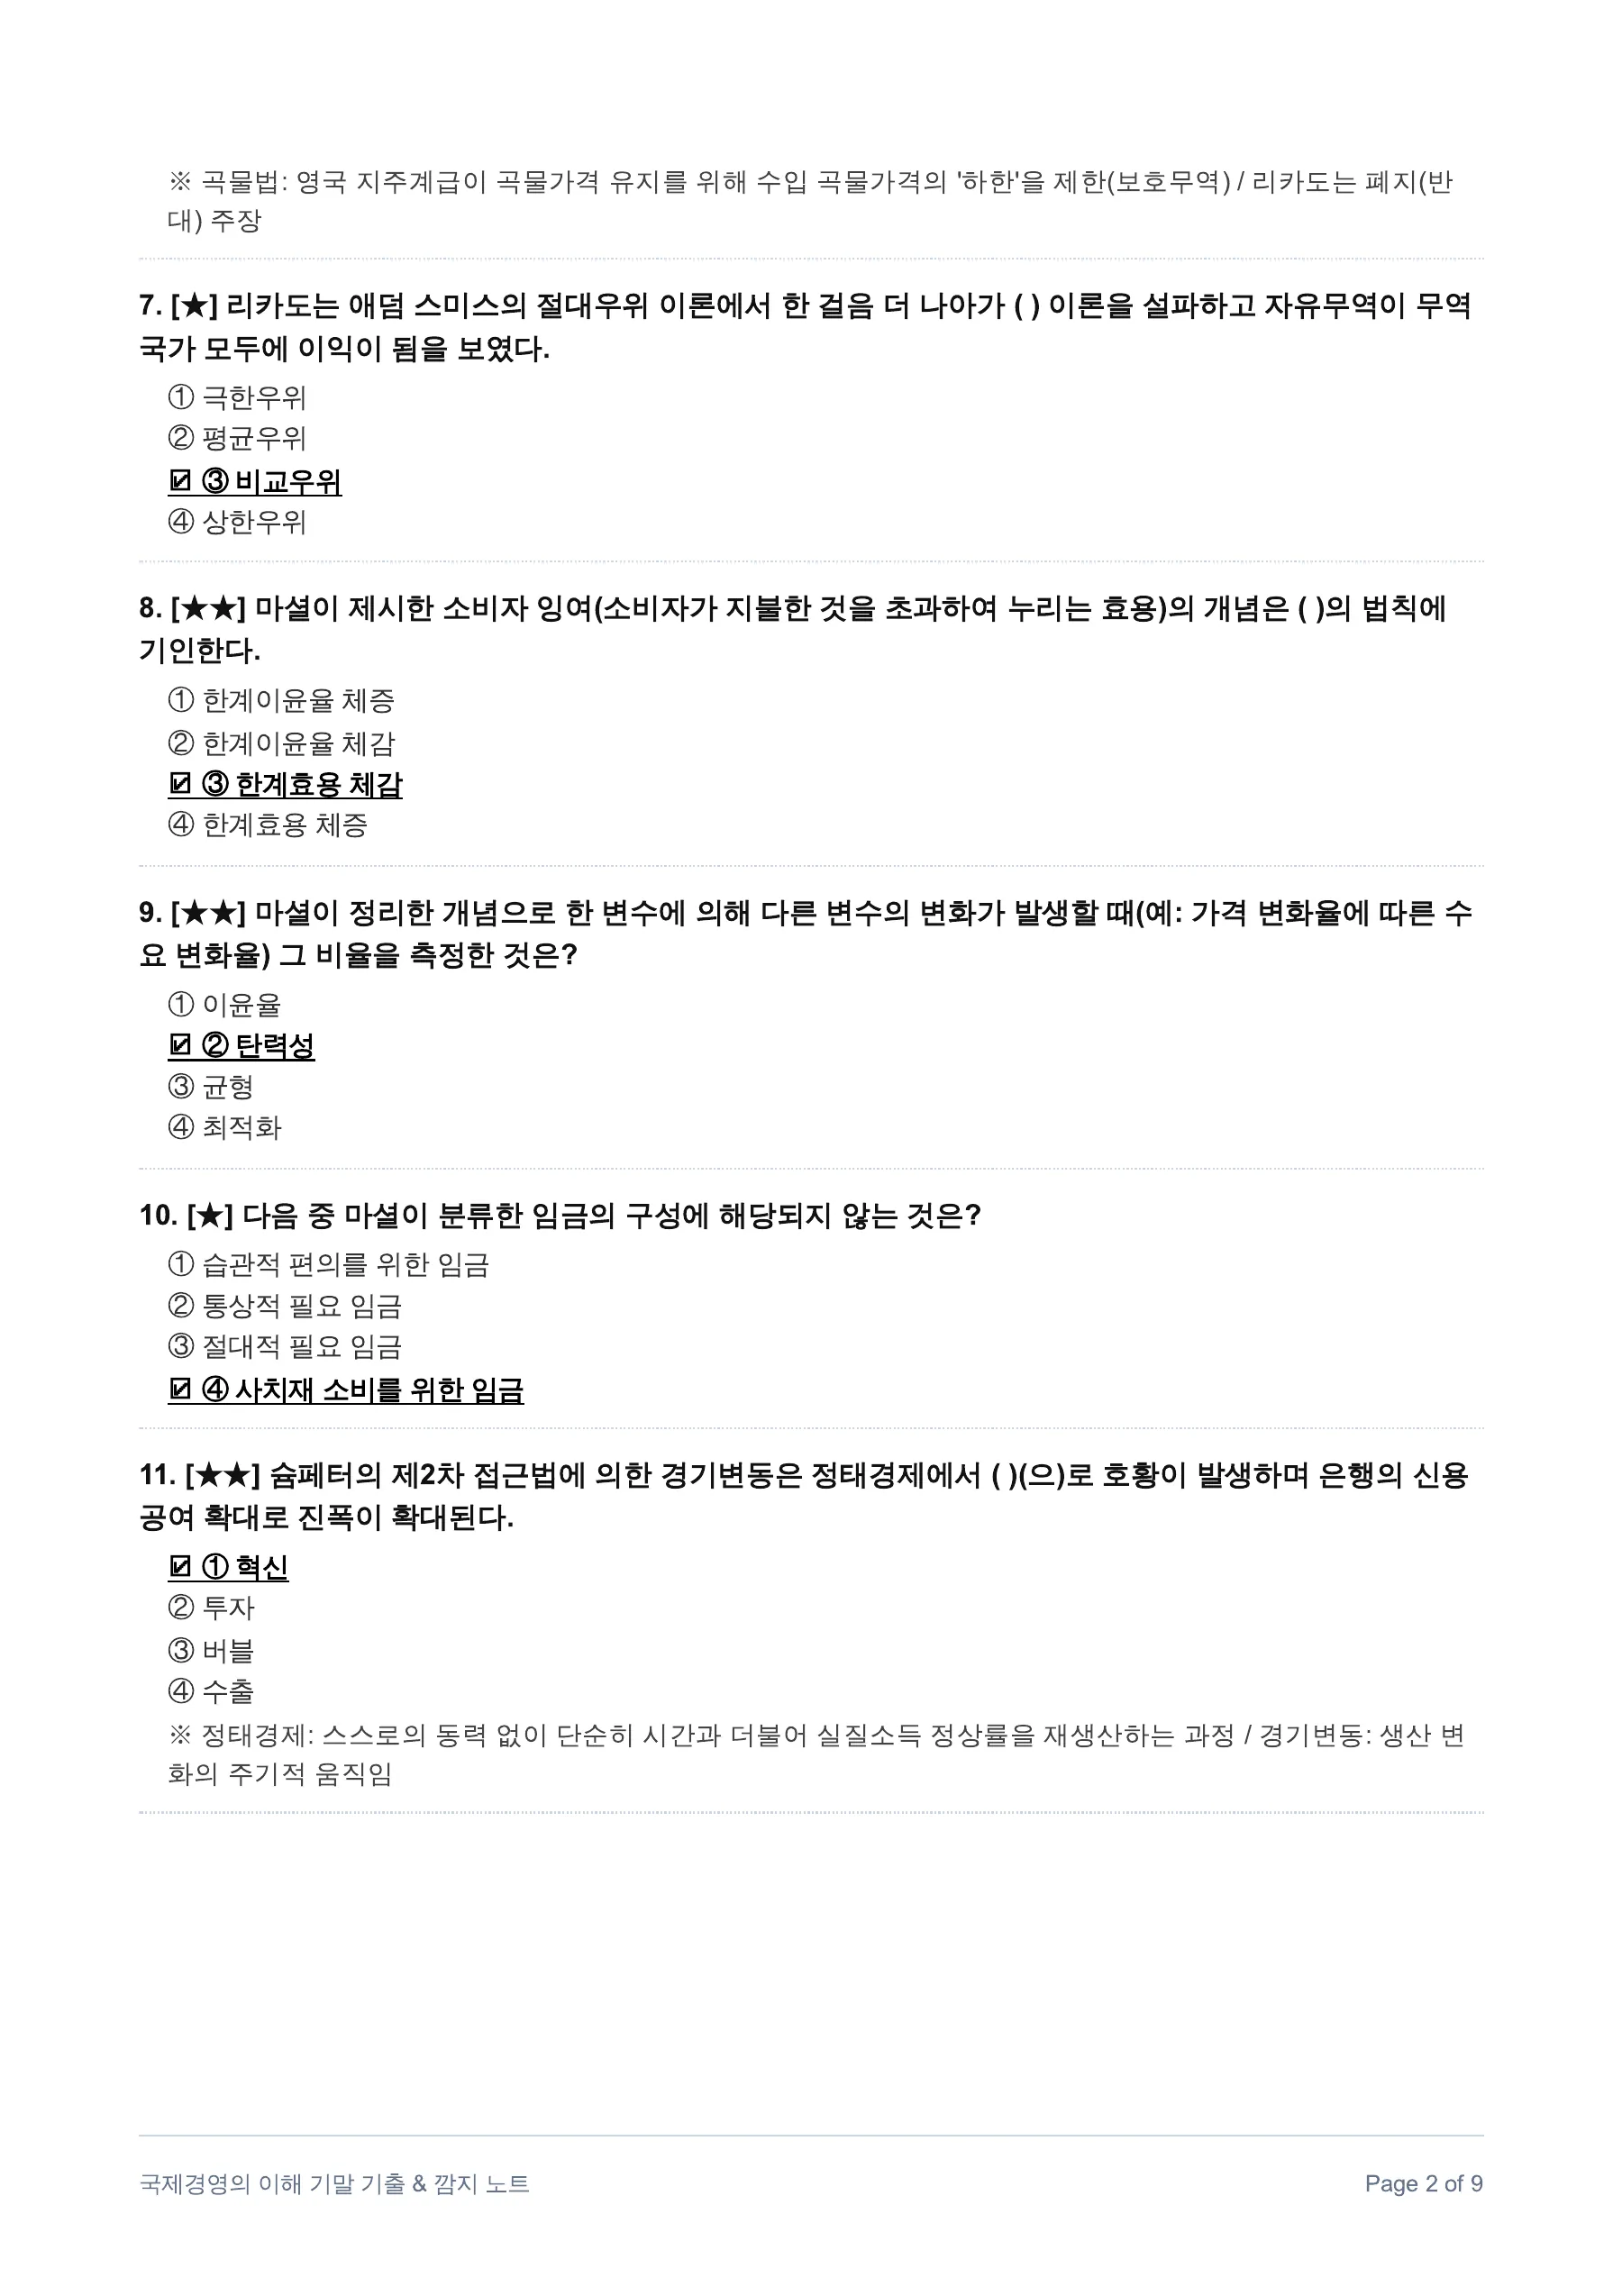 ※ 곡물법: 영국 지주계급이 곡물가격 유지를 위해 수입 곡물가격의 '하한'을 제한(보호무역) / 리카도는 폐지(반
대) 주장
7. [★] 리카도는 애덤 스미스의 절대우위 이론에서 한 걸음 더 나아가 ( ) 이론을 설파하고 자유무역이 무역
국가 모두에 이익이 됨을 보였다.
① 극한우위
② 평균우위
☑ ③ 비교우위
④ 상한우위
8. [★★] 마셜이 제시한 소비자 잉여(소비자가 지불한 것을 초과하여 누리는 효용)의 개념은 ( )의 법칙에
기인한다.
① 한계이윤율 체증
② 한계이윤율 체감
☑ ③ 한계효용 체감
④ 한계효용 체증
9. [★★] 마셜이 정리한 개념으로 한 변수에 의해 다른 변수의 변화가 발생할 때(예: 가격 변화율에 따른 수
요 변화율) 그 비율을 측정한 것은?
① 이윤율
☑ ② 탄력성
③ 균형
④ 최적화
10. [★] 다음 중 마셜이 분류한 임금의 구성에 해당되지 않는 것은?
① 습관적 편의를 위한 임금
② 통상적 필요 임금
③ 절대적 필요 임금
☑ ④ 사치재 소비를 위한 임금
11. [★★] 슘페터의 제2차 접근법에 의한 경기변동은 정태경제에서 ( )(으)로 호황이 발생하며 은행의 신용
공여 확대로 진폭이 확대된다.
☑ ① 혁신
② 투자
③ 버블
④ 수출
※ 정태경제: 스스로의 동력 없이 단순히 시간과 더불어 실질소득 정상률을 재생산하는 과정 / 경기변동: 생산 변
화의 주기적 움직임
국제경영의 이해 기말 기출 & 깜지 노트
Page 2 of 9